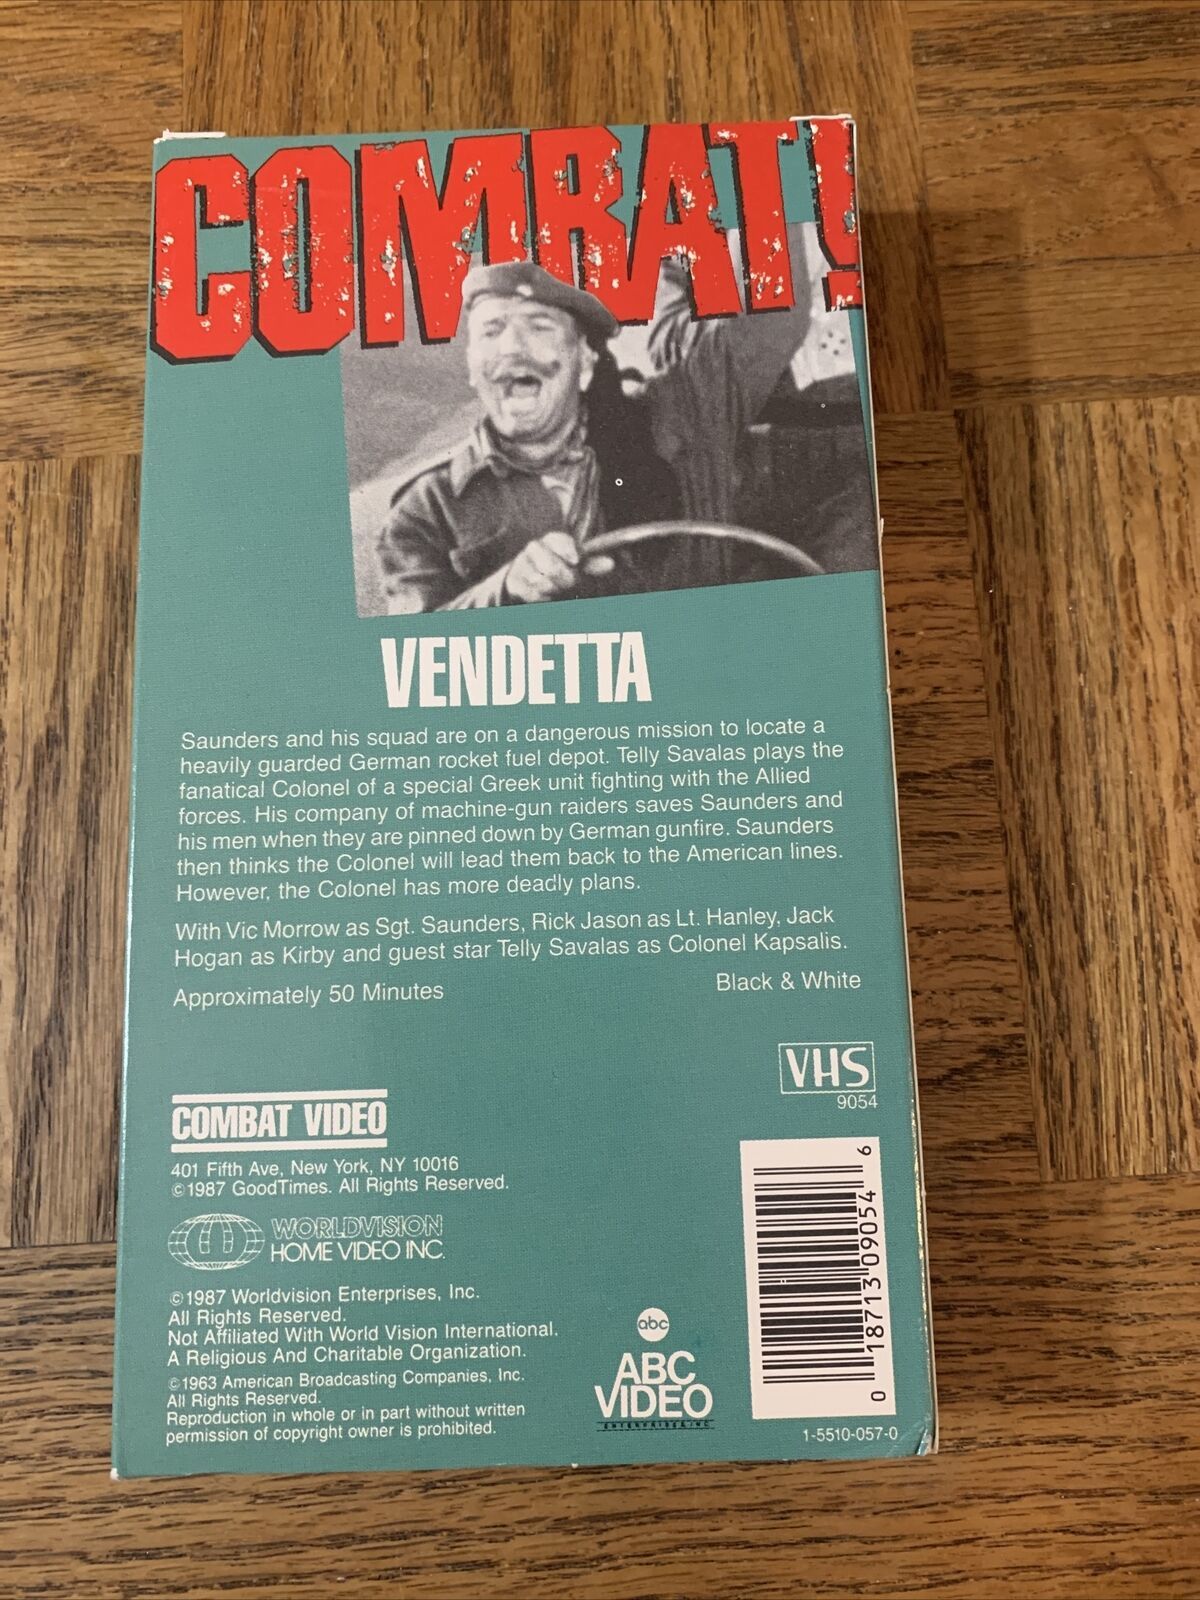 COMBAT!
VENDETTA
Saunders and his squad are on a dangerous mission to locate a
heavily guarded German rocket fuel depot. Telly Savalas plays the
fanatical Colonel of a special Greek unit fighting with the Allied
forces. His company of machine-gun raiders saves Saunders and
his men when they are pinned down by German gunfire. Saunders
then thinks the Colonel will lead them back to the American lines.
However, the Colonel has more deadly plans.
With Vic Morrow as Sgt. Saunders, Rick Jason as Lt. Hanley, Jack
Hogan as Kirby and guest star Telly Savalas as Colonel Kapsalis.
Approximately 50 Minutes
Black & White
VHS
9054
COMBAT VIDEO
401 Fifth Ave, New York, NY 10016
©1987 GoodTimes. All Rights Reserved.
WORLDVISION
HOME VIDEO INC.
©1987 Worldvision Enterprises, Inc.
All Rights Reserved.
Not Affiliated With World Vision International.
A Religious And Charitable Organization.
©1963 American Broadcasting Companies, Inc.
All Rights Reserved.
Reproduction in whole or in part without written
permission of copyright owner is prohibited.
abc
ABC
VIDEO
ENTERPRISES, INC.
0 18713 09054 6
1-5510-057-0